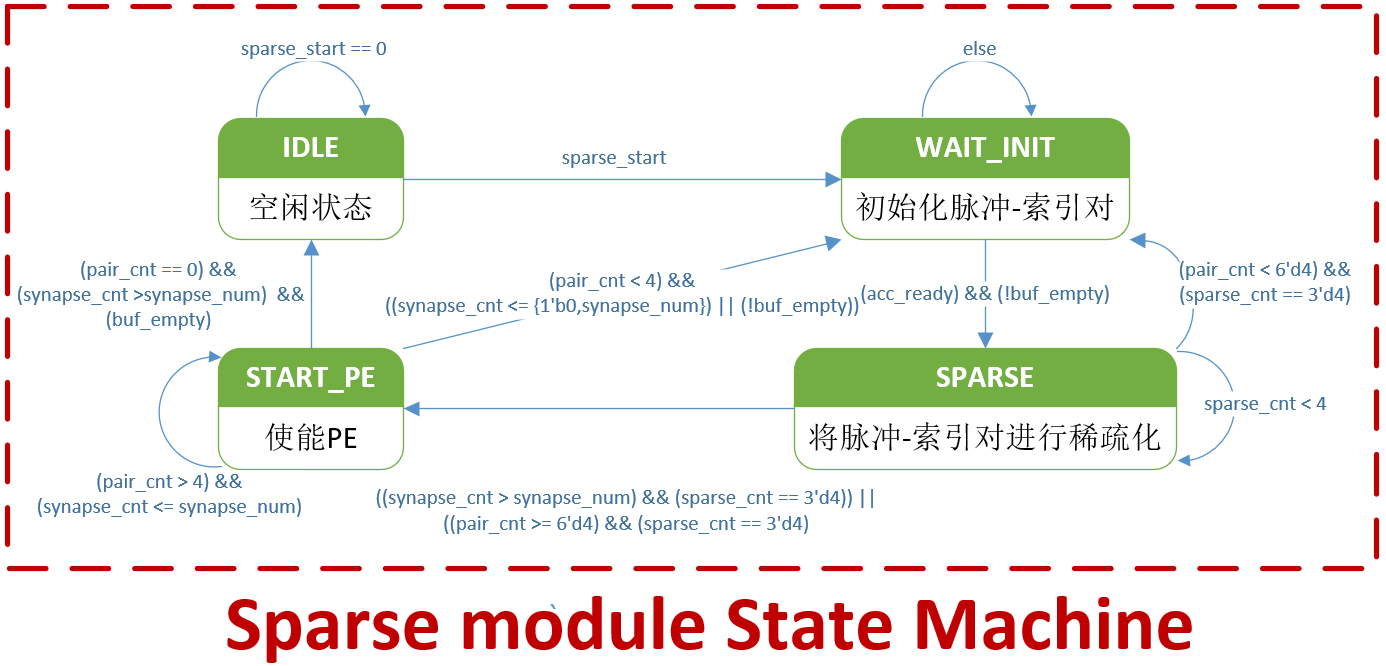 sparse_start == 0
else
IDLE
空闲状态
sparse_start
WAIT_INIT
初始化脉冲-索引对
(pair_cnt == 0) &&
(synapse_cnt >synapse_num) &&
(buf_empty)
(pair_cnt < 4) &&
((synapse_cnt <= {1'b0,synapse_num}) || (!buf_empty))
(acc_ready) && (!buf_empty)
(pair_cnt < 6'd4) &&
(sparse_cnt == 3'd4)
START_PE
使能PE
SPARSE
将脉冲-索引对进行稀疏化
sparse_cnt < 4
(pair_cnt > 4) &&
(synapse_cnt <= synapse_num)
((synapse_cnt > synapse_num) && (sparse_cnt == 3'd4)) ||
((pair_cnt >= 6'd4) && (sparse_cnt == 3'd4)
Sparse module State Machine